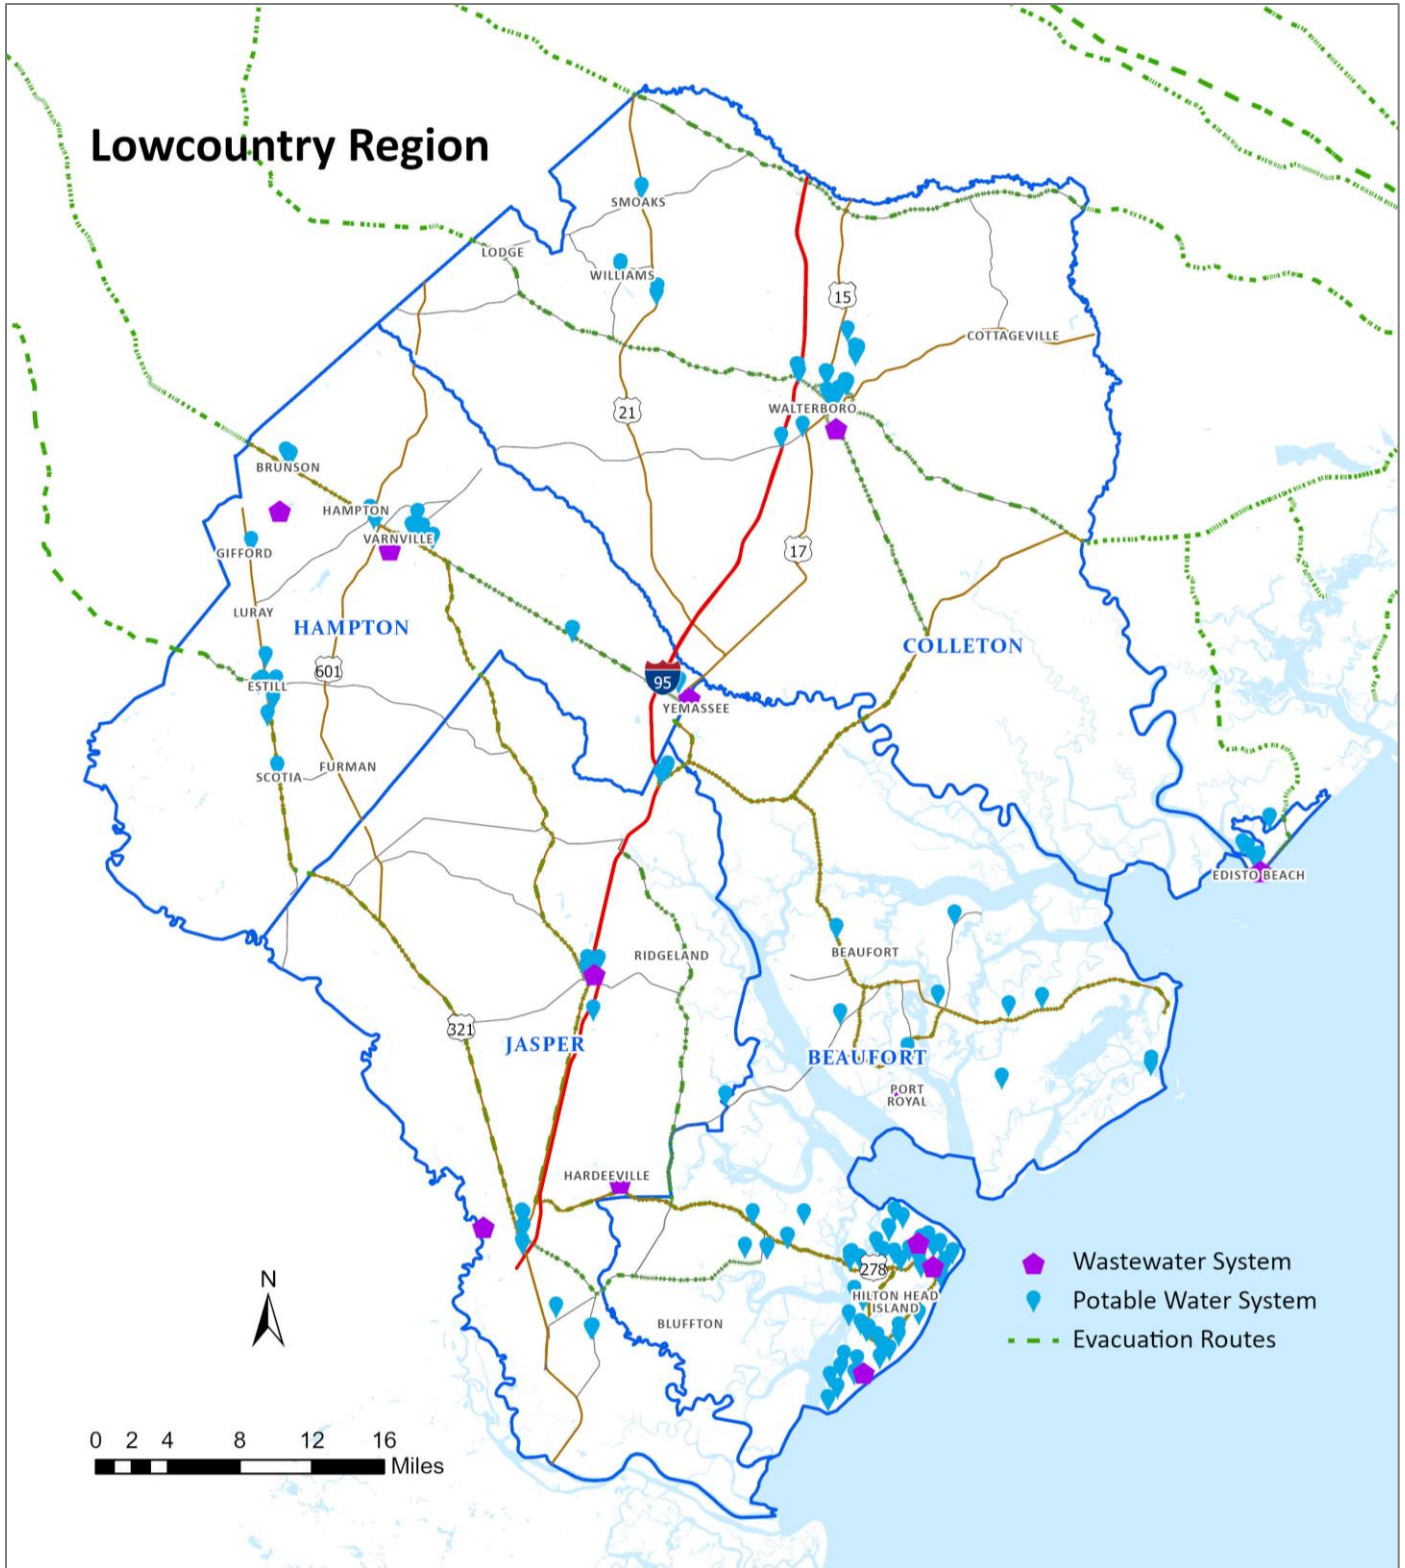 Lowcountry Region
SMOAKS
LODGE
WILLIAMS
15
COTTAGEVILLE
21
WALTERBORO
BRUNSON
HAMPTON
VARNVILLE
GIFFORD
17
LURAY
HAMPTON
COLLETON
601
95
ESTILL
YEMASSEE
FURMAN
SCOTIA
EDISTO BEACH
BEAUFORT
RIDGELAND
321
JASPER
BEAUFORT
PORT
ROYAL
HARDEEVILLE
278
HILTON HEAD
ISLAND
BLUFFTON
Wastewater System
Potable Water System
Evacuation Routes
N
0 2 4 8 12 16
Miles